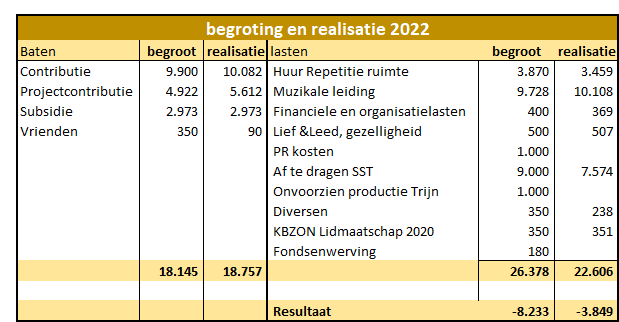 begroting en realisatie 2022
Baten begroot realisatie lasten begroot realisatie
Contributie 9.900 10.082 Huur Repetitie ruimte 3.870 3.459
Projectcontributie 4.922 5.612 Muzikale leiding 9.728 10.108
Subsidie 2.973 2.973 Financiele en organisatielasten 400 369
Vrienden 350 90 Lief &Leed, gezelligheid 500 507
PR kosten 1.000
Af te dragen SST 9.000 7.574
Onvoorzien productie Trijn 1.000
Diversen 350 238
KBZON Lidmaatschap 2020 350 351
Fondsenwerving 180
18.145 18.757 26.378 22.606
Resultaat -8.233 -3.849